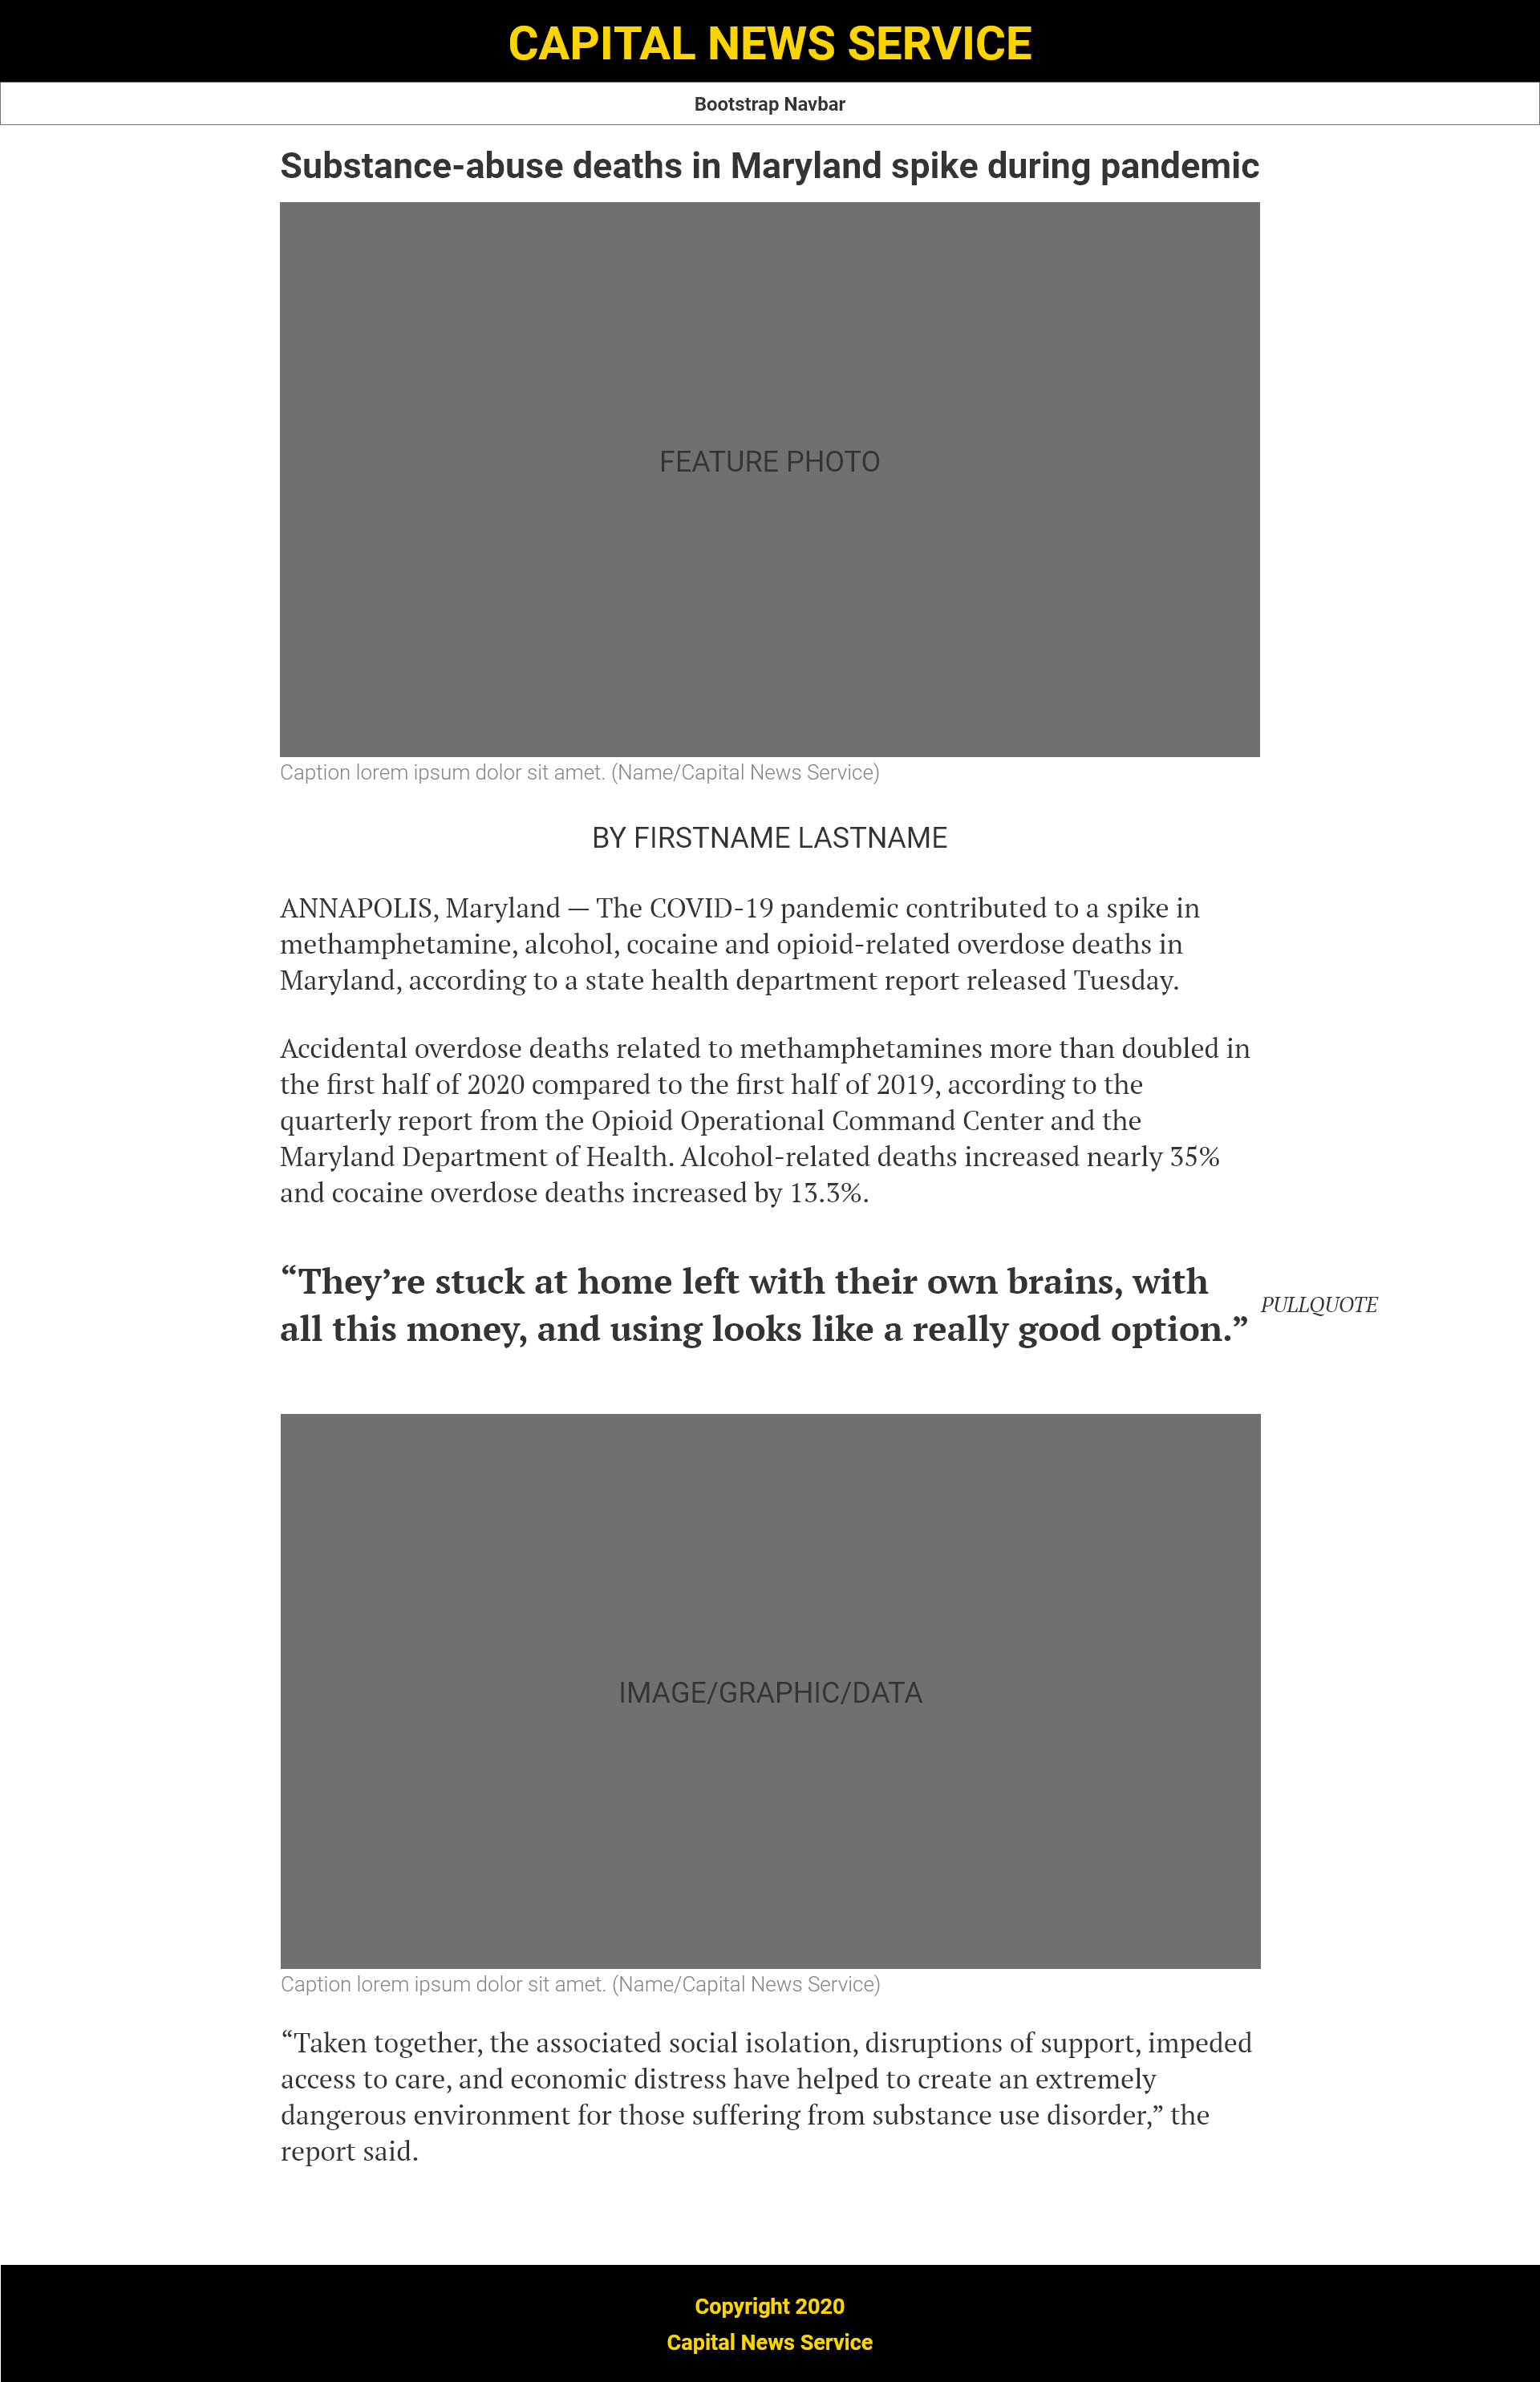 CAPITAL NEWS SERVICE
Bootstrap Navbar
Substance-abuse deaths in Maryland spike during pandemic
FEATURE PHOTO
Caption lorem ipsum dolor sit amet. (Name/Capital News Service)
BY FIRSTNAME LASTNAME
ANNAPOLIS, Maryland — The COVID-19 pandemic contributed to a spike in
methamphetamine, alcohol, cocaine and opioid-related overdose deaths in
Maryland, according to a state health department report released Tuesday.
Accidental overdose deaths related to methamphetamines more than doubled in
the first half of 2020 compared to the first half of 2019, according to the
quarterly report from the Opioid Operational Command Center and the
Maryland Department of Health. Alcohol-related deaths increased nearly 35%
and cocaine overdose deaths increased by 13.3%.
“They’re stuck at home left with their own brains, with
all this money, and using looks like a really good option.”
PULLQUOTE
IMAGE/GRAPHIC/DATA
Caption lorem ipsum dolor sit amet. (Name/Capital News Service)
“Taken together, the associated social isolation, disruptions of support, impeded
access to care, and economic distress have helped to create an extremely
dangerous environment for those suffering from substance use disorder,” the
report said.
Copyright 2020
Capital News Service